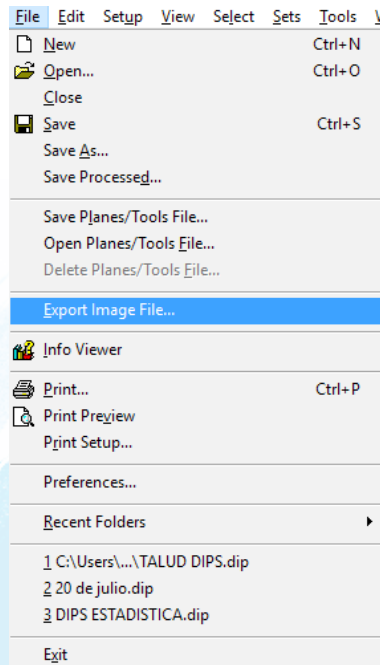 File Edit Setup View Select Sets Tools
New Ctrl+N
Open... Ctrl+O
Close
Save Ctrl+S
Save As...
Save Processed...
Save Planes/Tools File...
Open Planes/Tools File...
Delete Planes/Tools File...
Export Image File...
Info Viewer
Print... Ctrl+P
Print Preview
Print Setup...
Preferences...
Recent Folders
1 C:\Users\...\TALUD DIPS.dip
2 20 de julio.dip
3 DIPS ESTADISTICA.dip
Exit